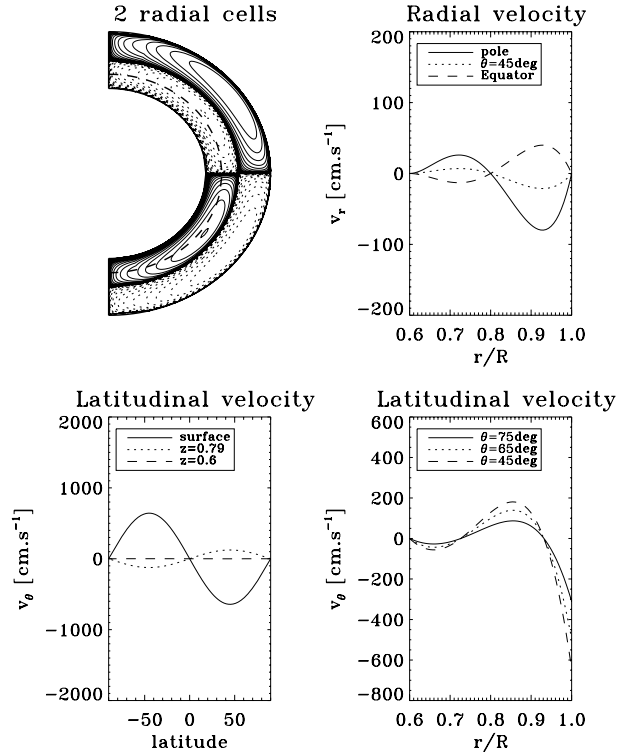 2 radial cells
Radial velocity
200
100
0
−100
−200
v_r [cm.s⁻¹]
pole
θ=45deg
Equator
0.6 0.7 0.8 0.9 1.0
r/R
Latitudinal velocity
2000
1000
0
−1000
−2000
v_θ [cm.s⁻¹]
surface
z=0.79
z=0.6
−50 0 50
latitude
Latitudinal velocity
600
400
200
0
−200
−400
−600
−800
v_θ [cm.s⁻¹]
θ=75deg
θ=65deg
θ=45deg
0.6 0.7 0.8 0.9 1.0
r/R